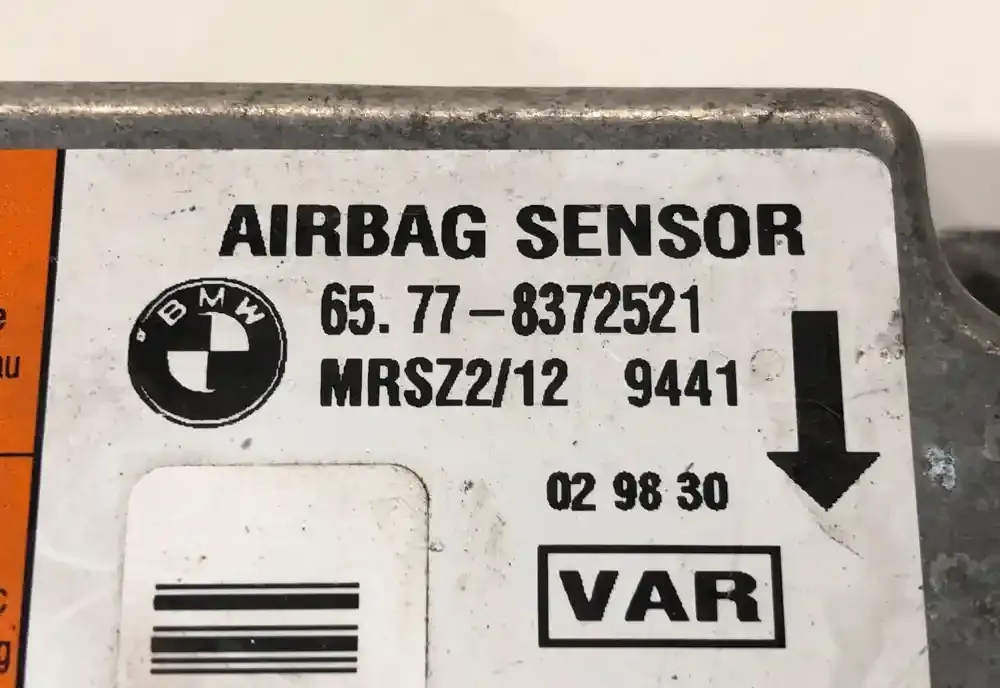 AIRBAG SENSOR
BMW
65. 77-8372521
MRSZ2/12 9441
02 98 30
VAR